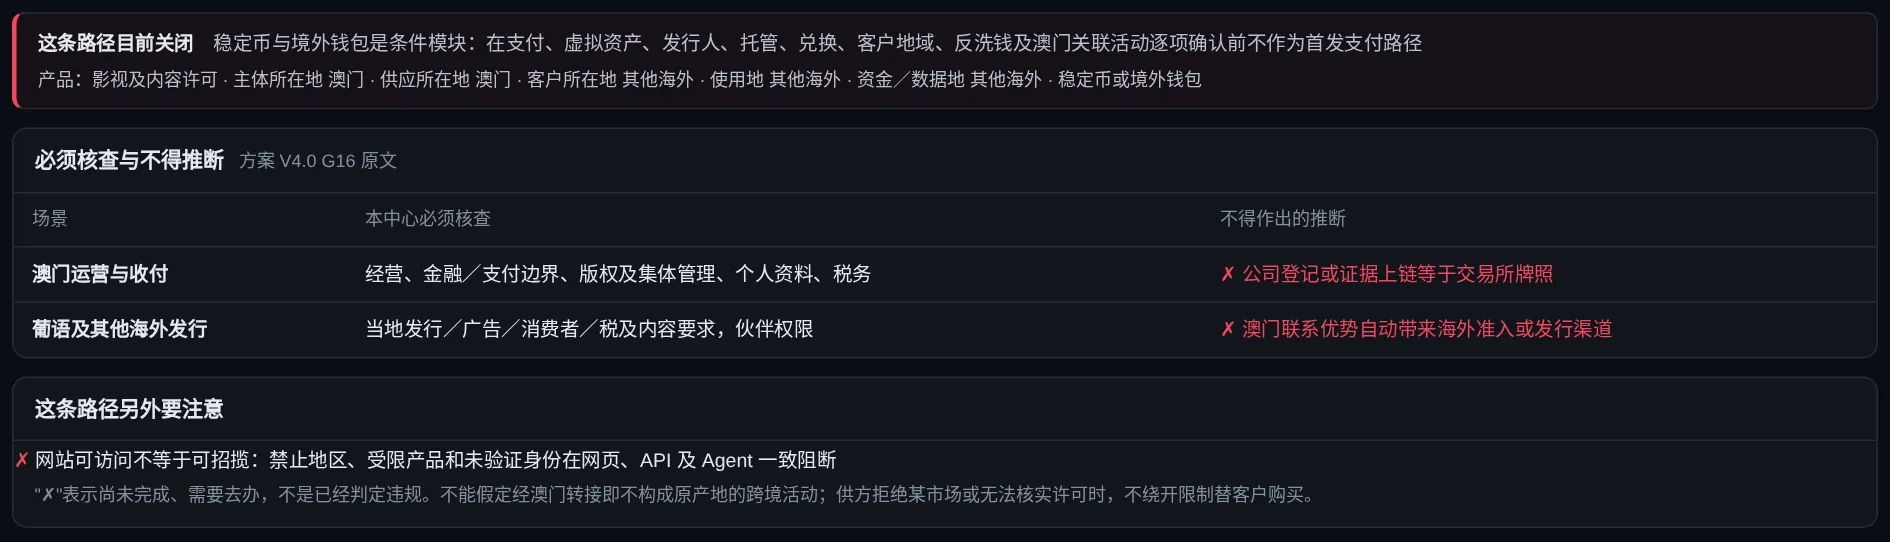 这条路径目前关闭 稳定币与境外钱包是条件模块：在支付、虚拟资产、发行人、托管、兑换、客户地域、反洗钱及澳门关联活动逐项确认前不作为首发支付路径
产品：影视及内容许可 · 主体所在地 澳门 · 供应所在地 澳门 · 客户所在地 其他海外 · 使用地 其他海外 · 资金／数据地 其他海外 · 稳定币或境外钱包
必须核查与不得推断 方案 V4.0 G16 原文
场景 本中心必须核查 不得作出的推断
澳门运营与收付 经营、金融／支付边界、版权及集体管理、个人资料、税务 ✗ 公司登记或证据上链等于交易所牌照
葡语及其他海外发行 当地发行／广告／消费者／税及内容要求，伙伴权限 ✗ 澳门联系优势自动带来海外准入或发行渠道
这条路径另外要注意
✗ 网站可访问不等于可招揽：禁止地区、受限产品和未验证身份在网页、API 及 Agent 一致阻断
"✗"表示尚未完成、需要去办，不是已经判定违规。不能假定经澳门转接即不构成原产地的跨境活动；供方拒绝某市场或无法核实许可时，不绕开限制替客户购买。